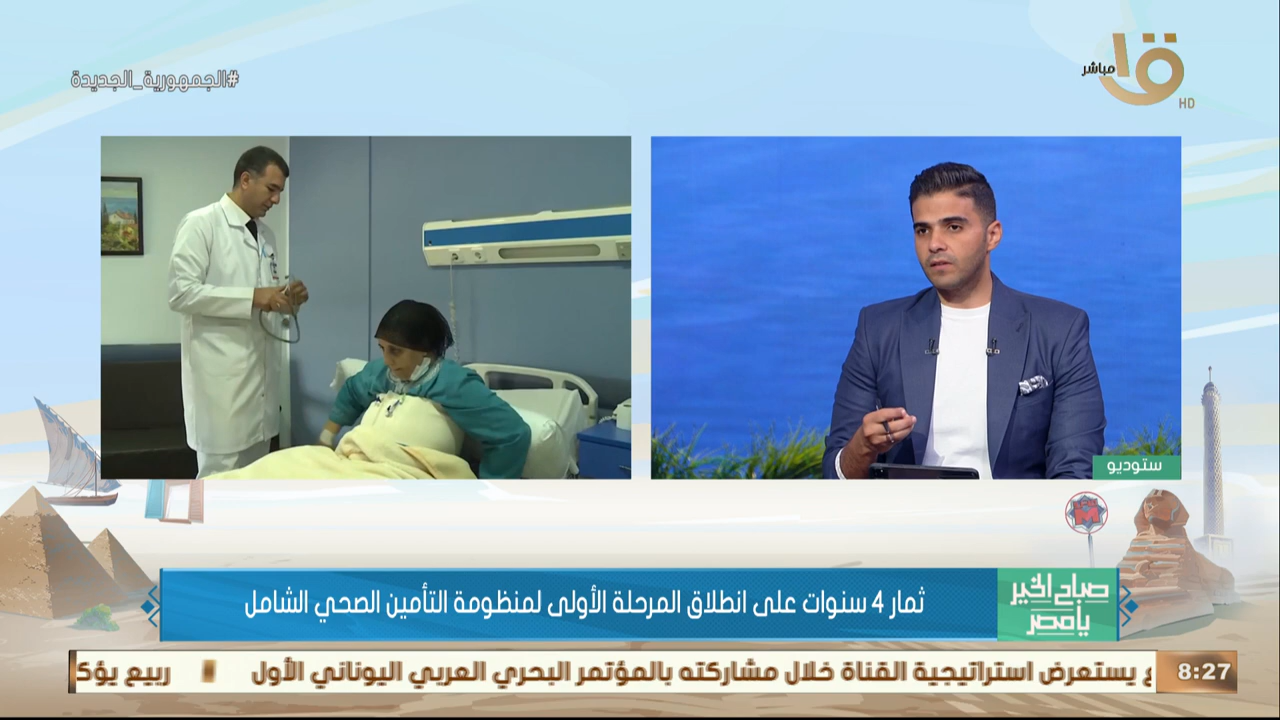 #الجمهورية_الجديدة
مباشر
HD
ستوديو
صباح الخير
يا مصر
ثمار 4 سنوات على انطلاق المرحلة الأولى لمنظومة التأمين الصحي الشامل
8:27
يستعرض استراتيجية القناة خلال مشاركته بالمؤتمر البحري العربي اليوناني الأول
ربيع